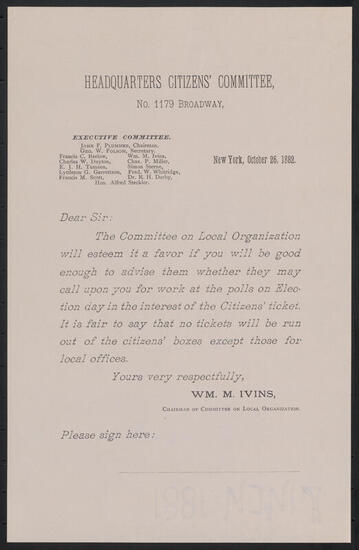 HEADQUARTERS CITIZENS' COMMITTEE,
No. 1179 BROADWAY,
EXECUTIVE COMMITTEE.
JOHN F. PLUMMER, Chairman.
GEO. W. FOLSOM, Secretary.
Francis C. Barlow, Wm. M. Ivins,
Charles W. Dayton, Chas. P. Miller,
E. J. H. Tamsen, Simon Sterne,
Lyttleton G. Garrettson, Fred. W. Whitridge,
Francis M. Scott, Dr. R. H. Derby,
Hon. Alfred Steckler.
New York, October 26, 1882.
Dear Sir:
The Committee on Local Organization
will esteem it a favor if you will be good
enough to advise them whether they may
call upon you for work at the polls on Elec-
tion day in the interest of the Citizens' ticket.
It is fair to say that no tickets will be run
out of the citizens' boxes except those for
local offices.
Yours very respectfully,
WM. M. IVINS,
CHAIRMAN OF COMMITTEE ON LOCAL ORGANIZATION.
Please sign here: